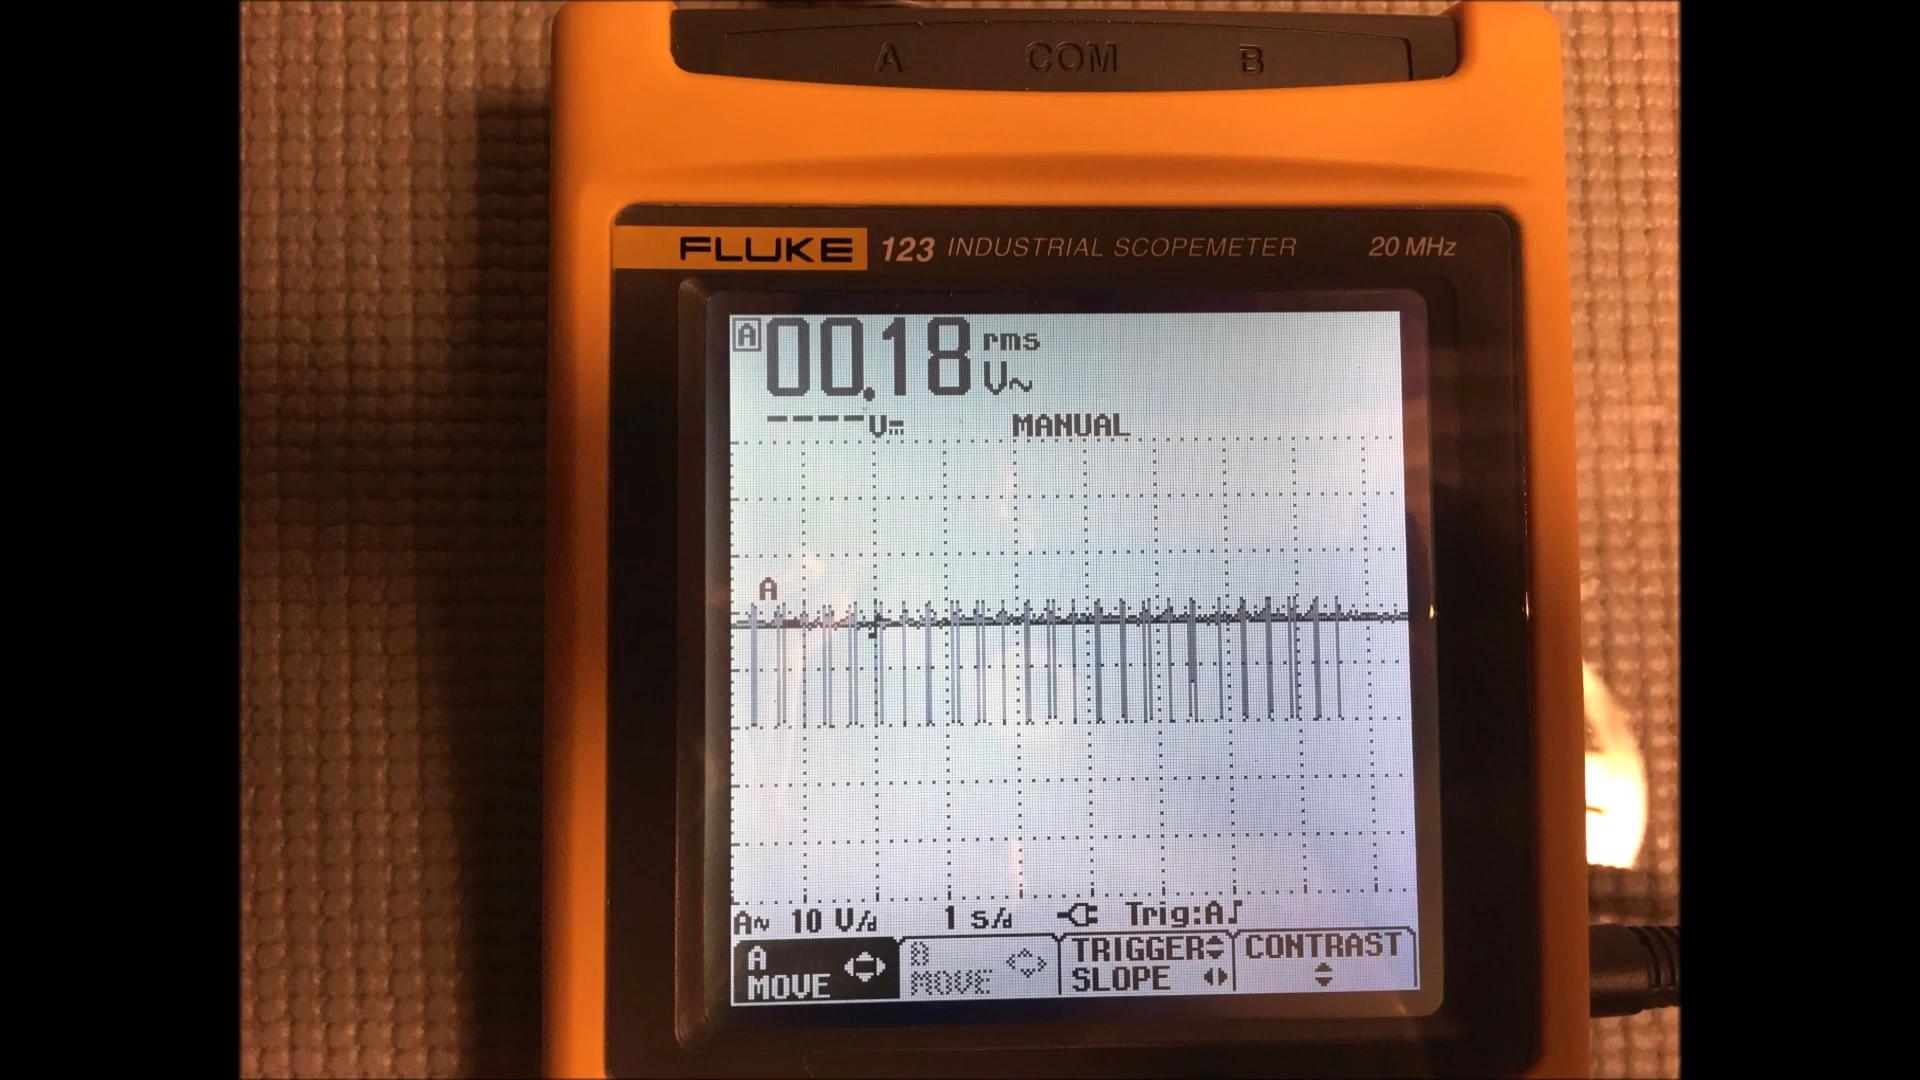 A COM B
FLUKE 123 INDUSTRIAL SCOPEMETER 20 MHz
A 00.18 rms
V~
----V⎓ MANUAL
A
A~ 10 V/d 1 s/d Trig:A
A MOVE
B MOVE
TRIGGER
SLOPE
CONTRAST